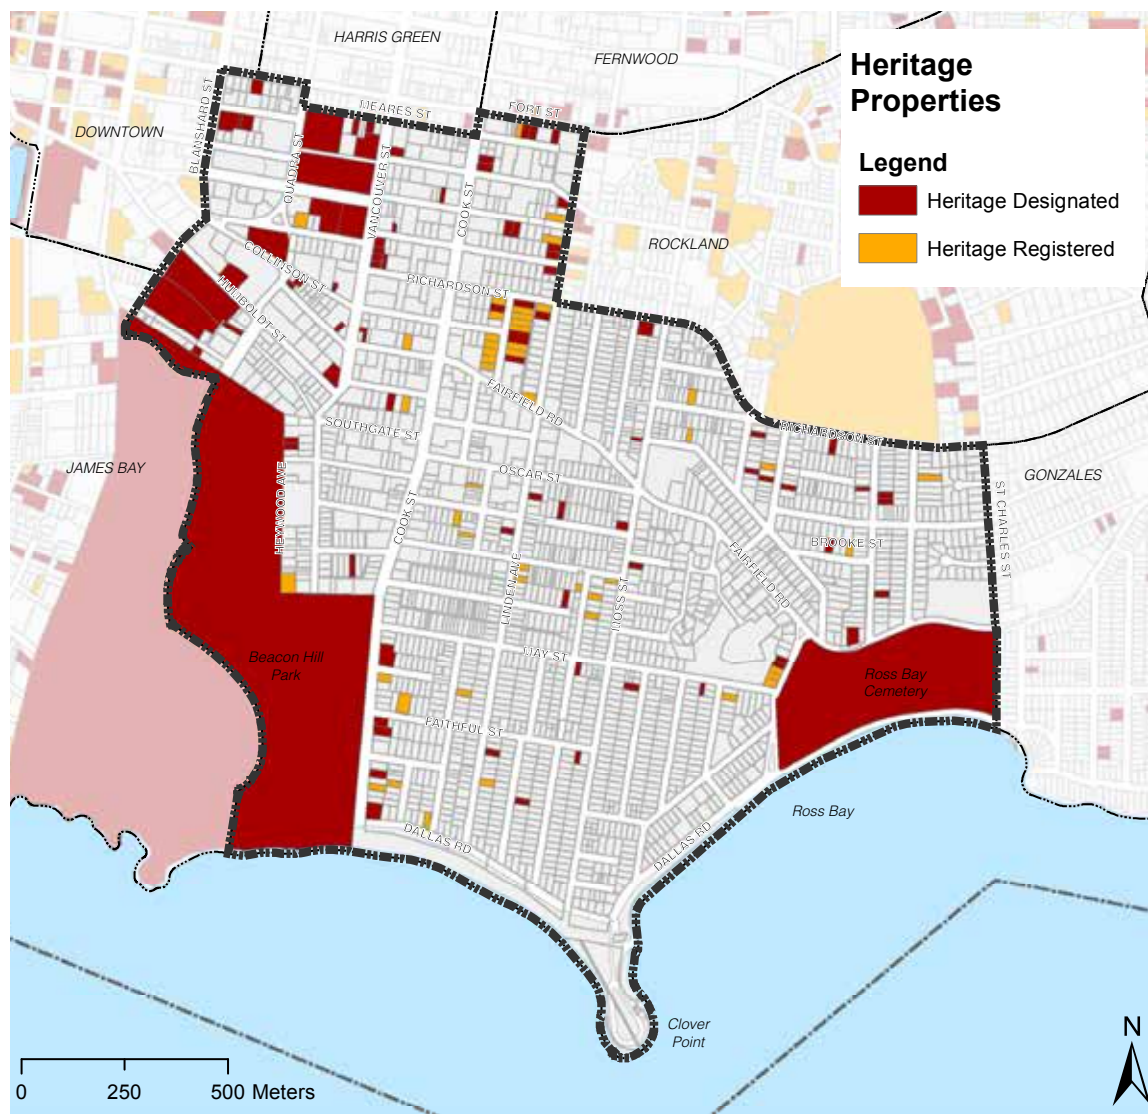 HARRIS GREEN
FERNWOOD
Heritage
Properties
Legend
Heritage Designated
Heritage Registered
DOWNTOWN
BLANSHARD ST
MEARES ST
FORT ST
QUADRA ST
VANCOUVER ST
COOK ST
ROCKLAND
COLLINSON ST
HUMBOLDT ST
RICHARDSON ST
FAIRFIELD RD
SOUTHGATE ST
RICHARDSON ST
JAMES BAY
OSCAR ST
GONZALES
HEYWOOD AVE
COOK ST
ST CHARLES ST
BROOKE ST
LINDEN AVE
MOSS ST
FAIRFIELD RD
MAY ST
Beacon Hill
Park
Ross Bay
Cemetery
FAITHFUL ST
Ross Bay
DALLAS RD
DALLAS RD
Clover
Point
N
0 250 500 Meters